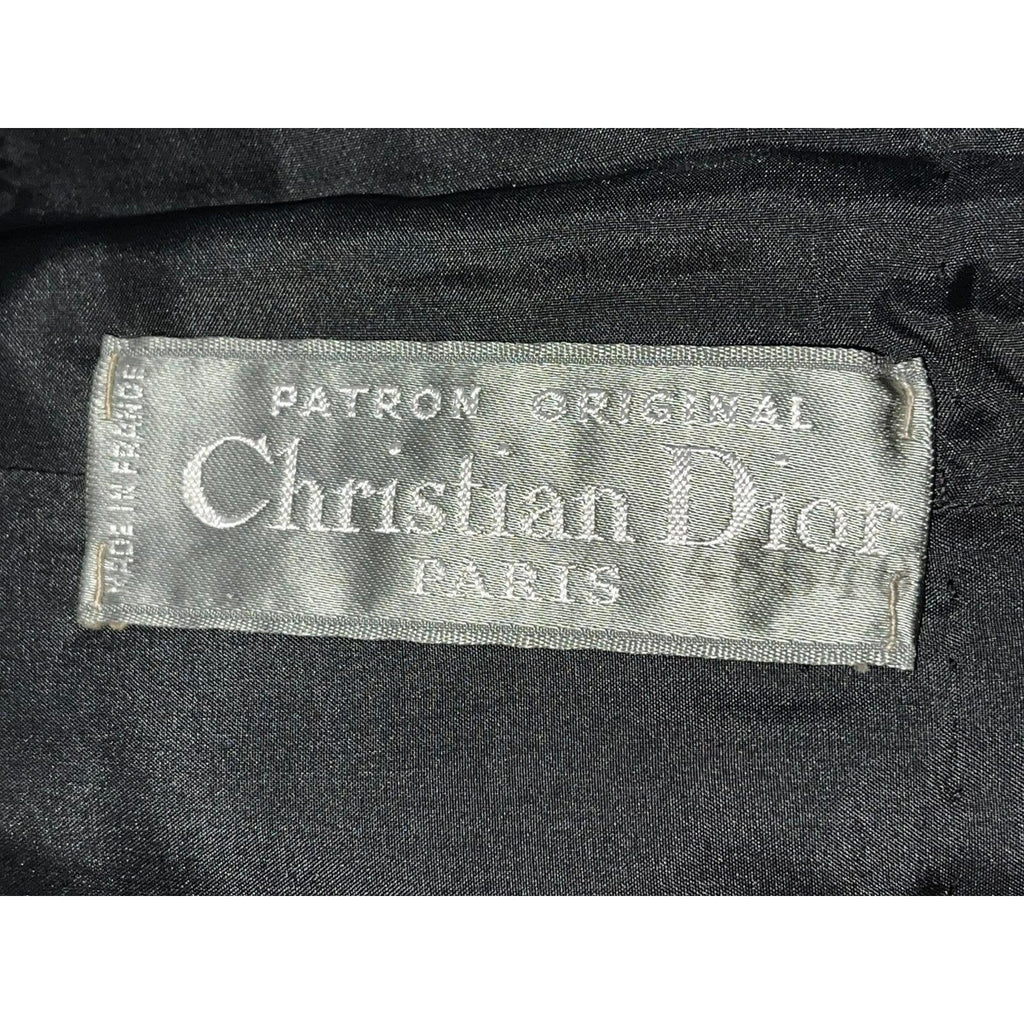 PATRON ORIGINAL
Christian Dior
PARIS
MADE IN FRANCE